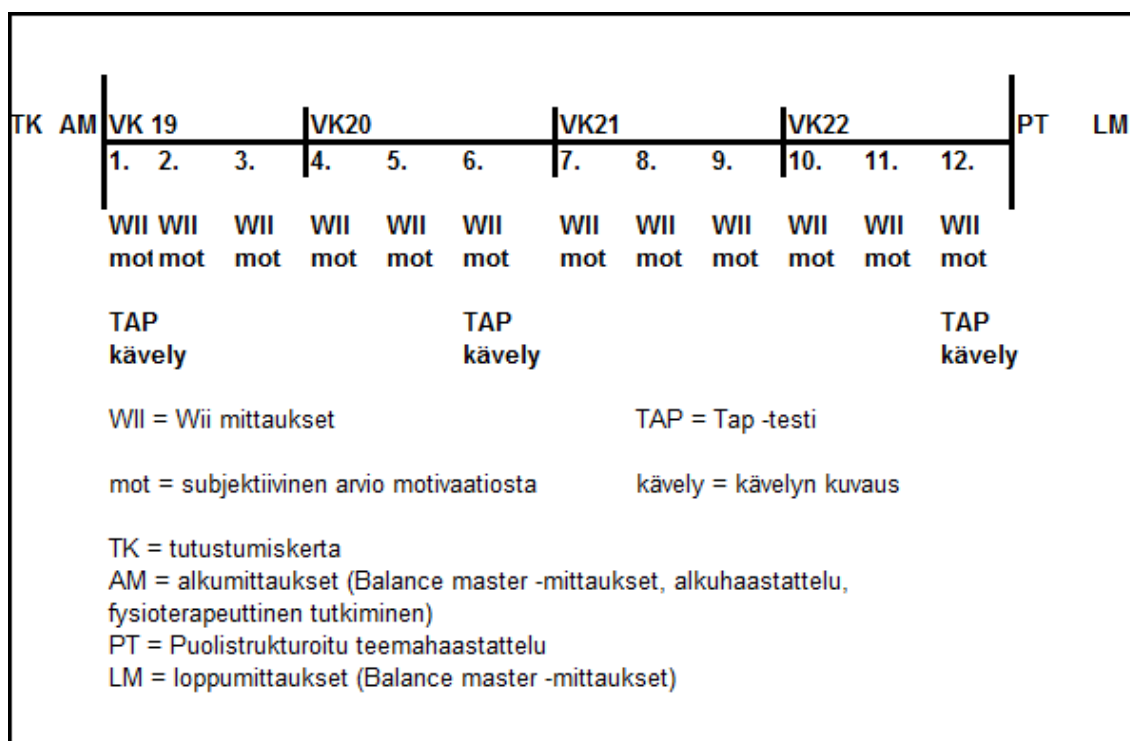 TK AM VK 19 VK20 VK21 VK22 PT LM
1. 2. 3. 4. 5. 6. 7. 8. 9. 10. 11. 12.
WII WII WII WII WII WII WII WII WII WII WII WII
mot mot mot mot mot mot mot mot mot mot mot mot
TAP TAP TAP
kävely kävely kävely
WII = Wii mittaukset TAP = Tap -testi
mot = subjektiivinen arvio motivaatiosta kävely = kävelyn kuvaus
TK = tutustumiskerta
AM = alkumittaukset (Balance master -mittaukset, alkuhaastattelu,
fysioterapeuttinen tutkiminen)
PT = Puolistrukturoitu teemahaastattelu
LM = loppumittaukset (Balance master -mittaukset)